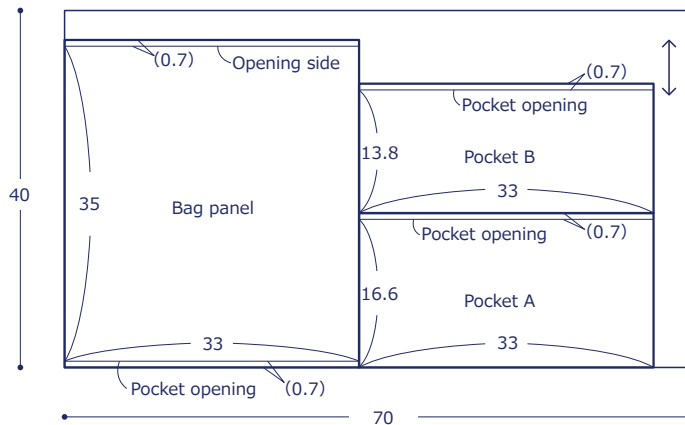 (0.7)
Opening side
(0.7)
Pocket opening
13.8
Pocket B
33
40
35
Bag panel
Pocket opening
(0.7)
16.6
Pocket A
33
33
Pocket opening
(0.7)
70